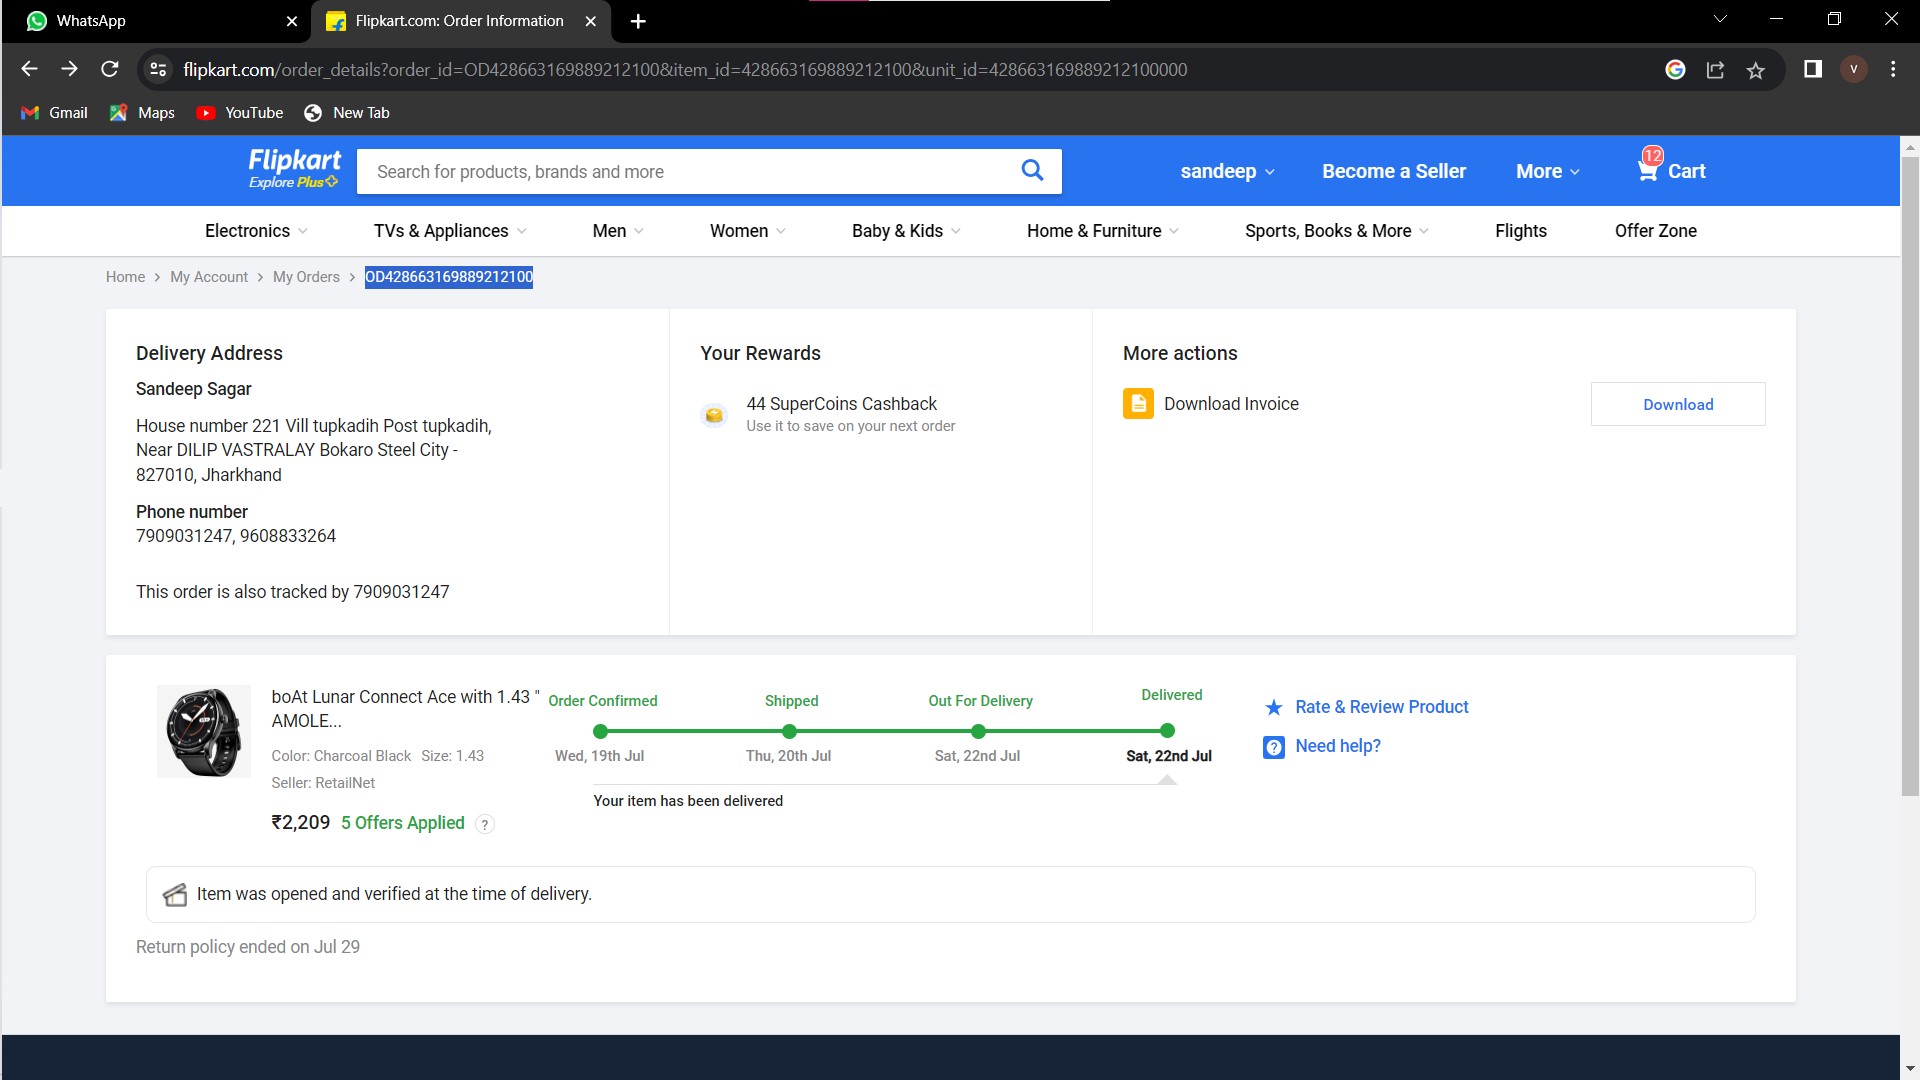 WhatsApp
Flipkart.com: Order Information
flipkart.com/order_details?order_id=OD428663169889212100&item_id=428663169889212100&unit_id=428663169889212100000
V
Gmail
Maps
YouTube
New Tab
Flipkart
Explore Plus
Search for products, brands and more
sandeep
Become a Seller
More
12
Cart
Electronics
TVs & Appliances
Men
Women
Baby & Kids
Home & Furniture
Sports, Books & More
Flights
Offer Zone
Home > My Account > My Orders > OD428663169889212100
Delivery Address
Sandeep Sagar
House number 221 Vill tupkadih Post tupkadih,
Near DILIP VASTRALAY Bokaro Steel City -
827010, Jharkhand
Phone number
7909031247, 9608833264
This order is also tracked by 7909031247
Your Rewards
44 SuperCoins Cashback
Use it to save on your next order
More actions
Download Invoice
Download
boAt Lunar Connect Ace with 1.43 "
AMOLE...
Color: Charcoal Black Size: 1.43
Seller: RetailNet
₹2,209 5 Offers Applied ?
Order Confirmed
Shipped
Out For Delivery
Delivered
Wed, 19th Jul
Thu, 20th Jul
Sat, 22nd Jul
Sat, 22nd Jul
Your item has been delivered
Rate & Review Product
? Need help?
Item was opened and verified at the time of delivery.
Return policy ended on Jul 29